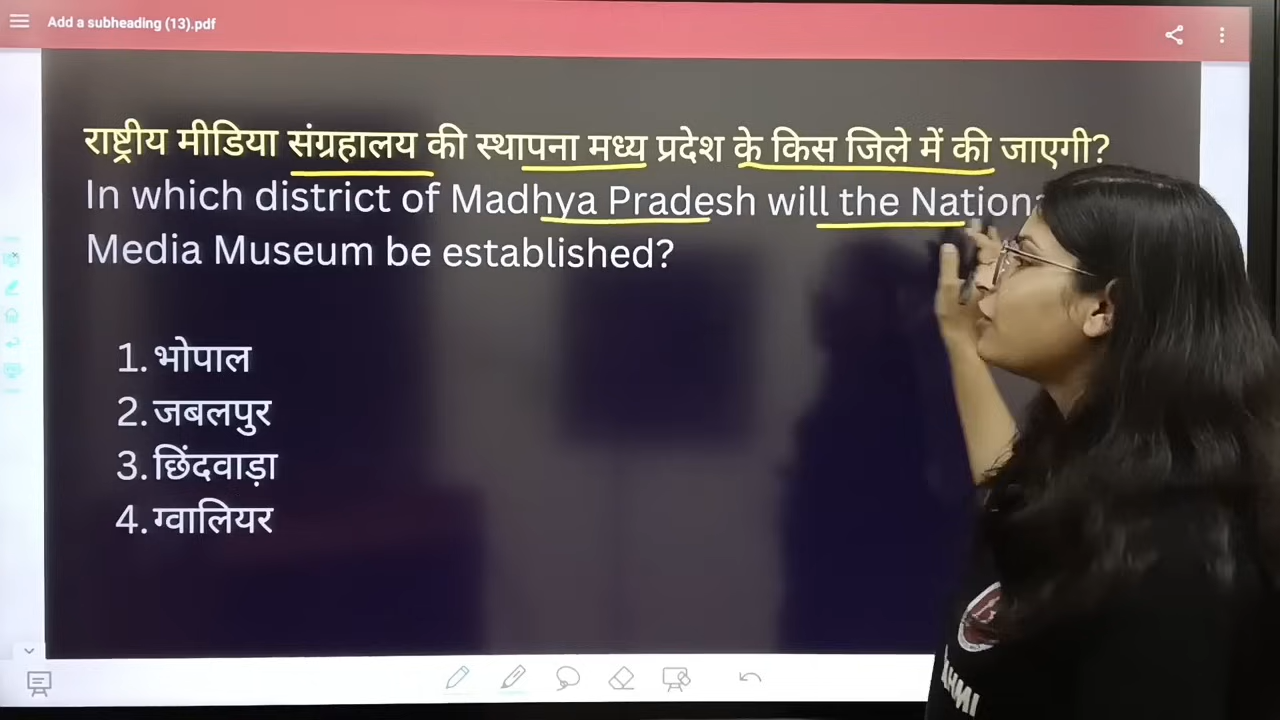 Add a subheading (13).pdf
राष्ट्रीय मीडिया संग्रहालय की स्थापना मध्य प्रदेश के किस जिले में की जाएगी?
In which district of Madhya Pradesh will the
Media Museum be established?
1. भोपाल
2. जबलपुर
3. छिंदवाड़ा
4. ग्वालियर